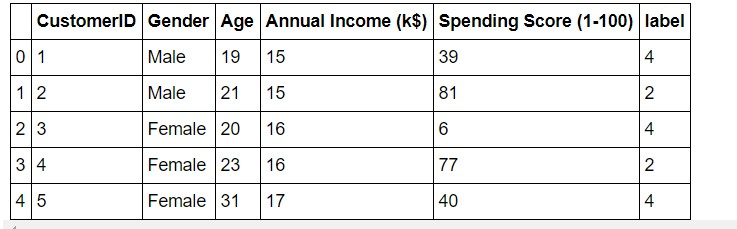 CustomerID Gender Age Annual Income (k$) Spending Score (1-100) label
0 1 Male 19 15 39 4
1 2 Male 21 15 81 2
2 3 Female 20 16 6 4
3 4 Female 23 16 77 2
4 5 Female 31 17 40 4